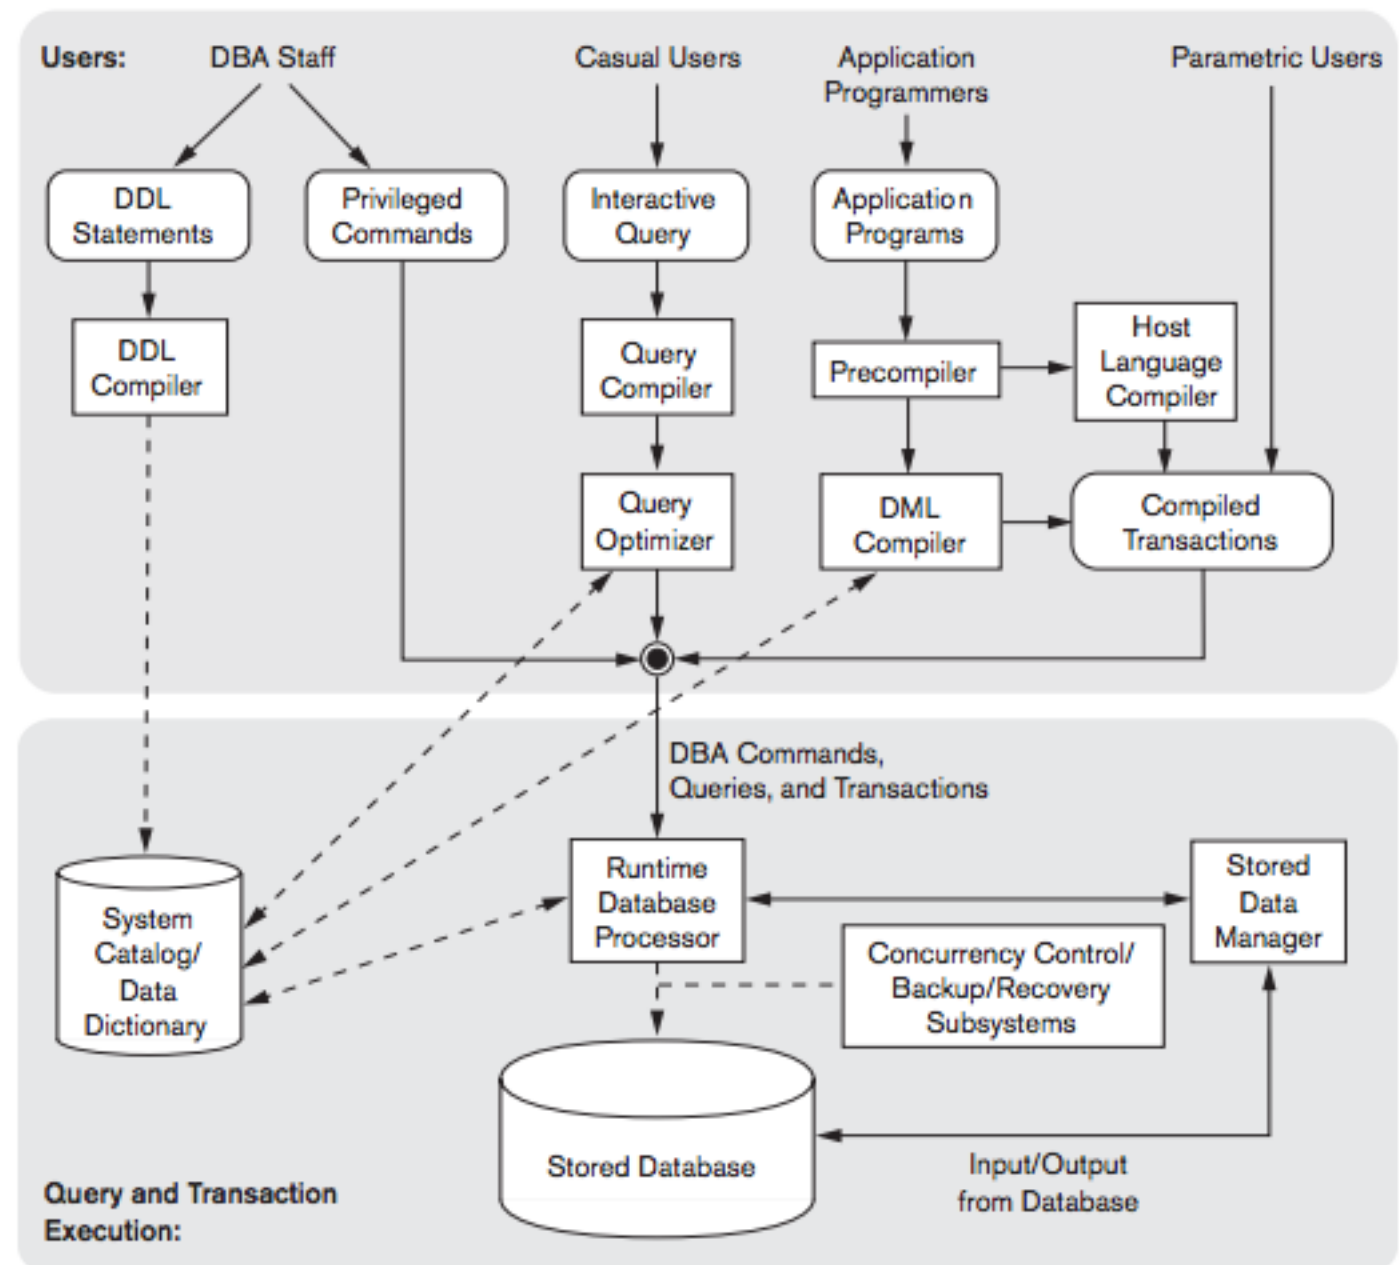 Users:
DBA Staff
Casual Users
Application
Programmers
Parametric Users
DDL
Statements
Privileged
Commands
Interactive
Query
Application
Programs
DDL
Compiler
Query
Compiler
Precompiler
Host
Language
Compiler
Query
Optimizer
DML
Compiler
Compiled
Transactions
DBA Commands,
Queries, and Transactions
System
Catalog/
Data
Dictionary
Runtime
Database
Processor
Stored
Data
Manager
Concurrency Control/
Backup/Recovery
Subsystems
Stored Database
Input/Output
from Database
Query and Transaction
Execution: